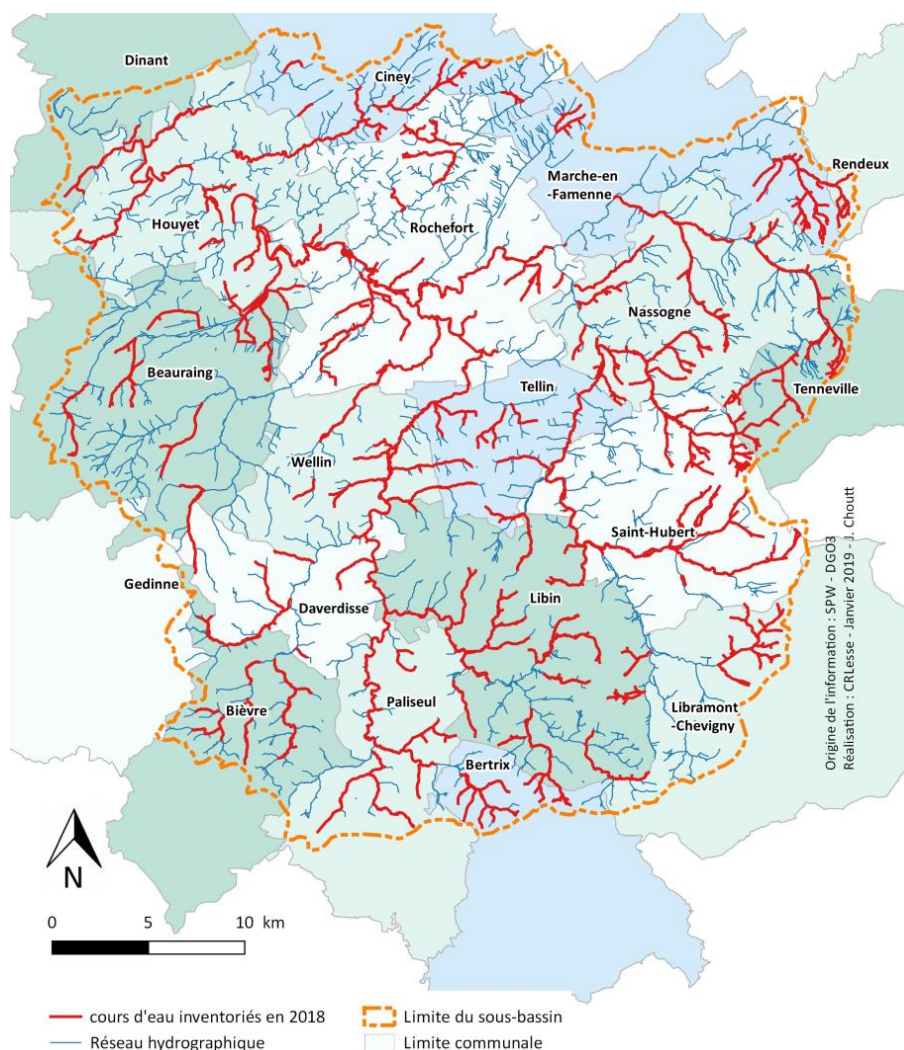 Dinant
Ciney
Rendeux
Marche-en
-Famenne
Houyet
Rochefort
Nassogne
Beauraing
Tellin
Tenneville
Wellin
Saint-Hubert
Gedinne
Daverdisse
Libin
Bièvre
Paliseul
Libramont
-Chevigny
Bertrix
Origine de l'information : SPW - DGO3
Réalisation : CRLesse - Janvier 2019 - J. Choutt
N
0 5 10 km
cours d'eau inventoriés en 2018
Limite du sous-bassin
Réseau hydrographique
Limite communale